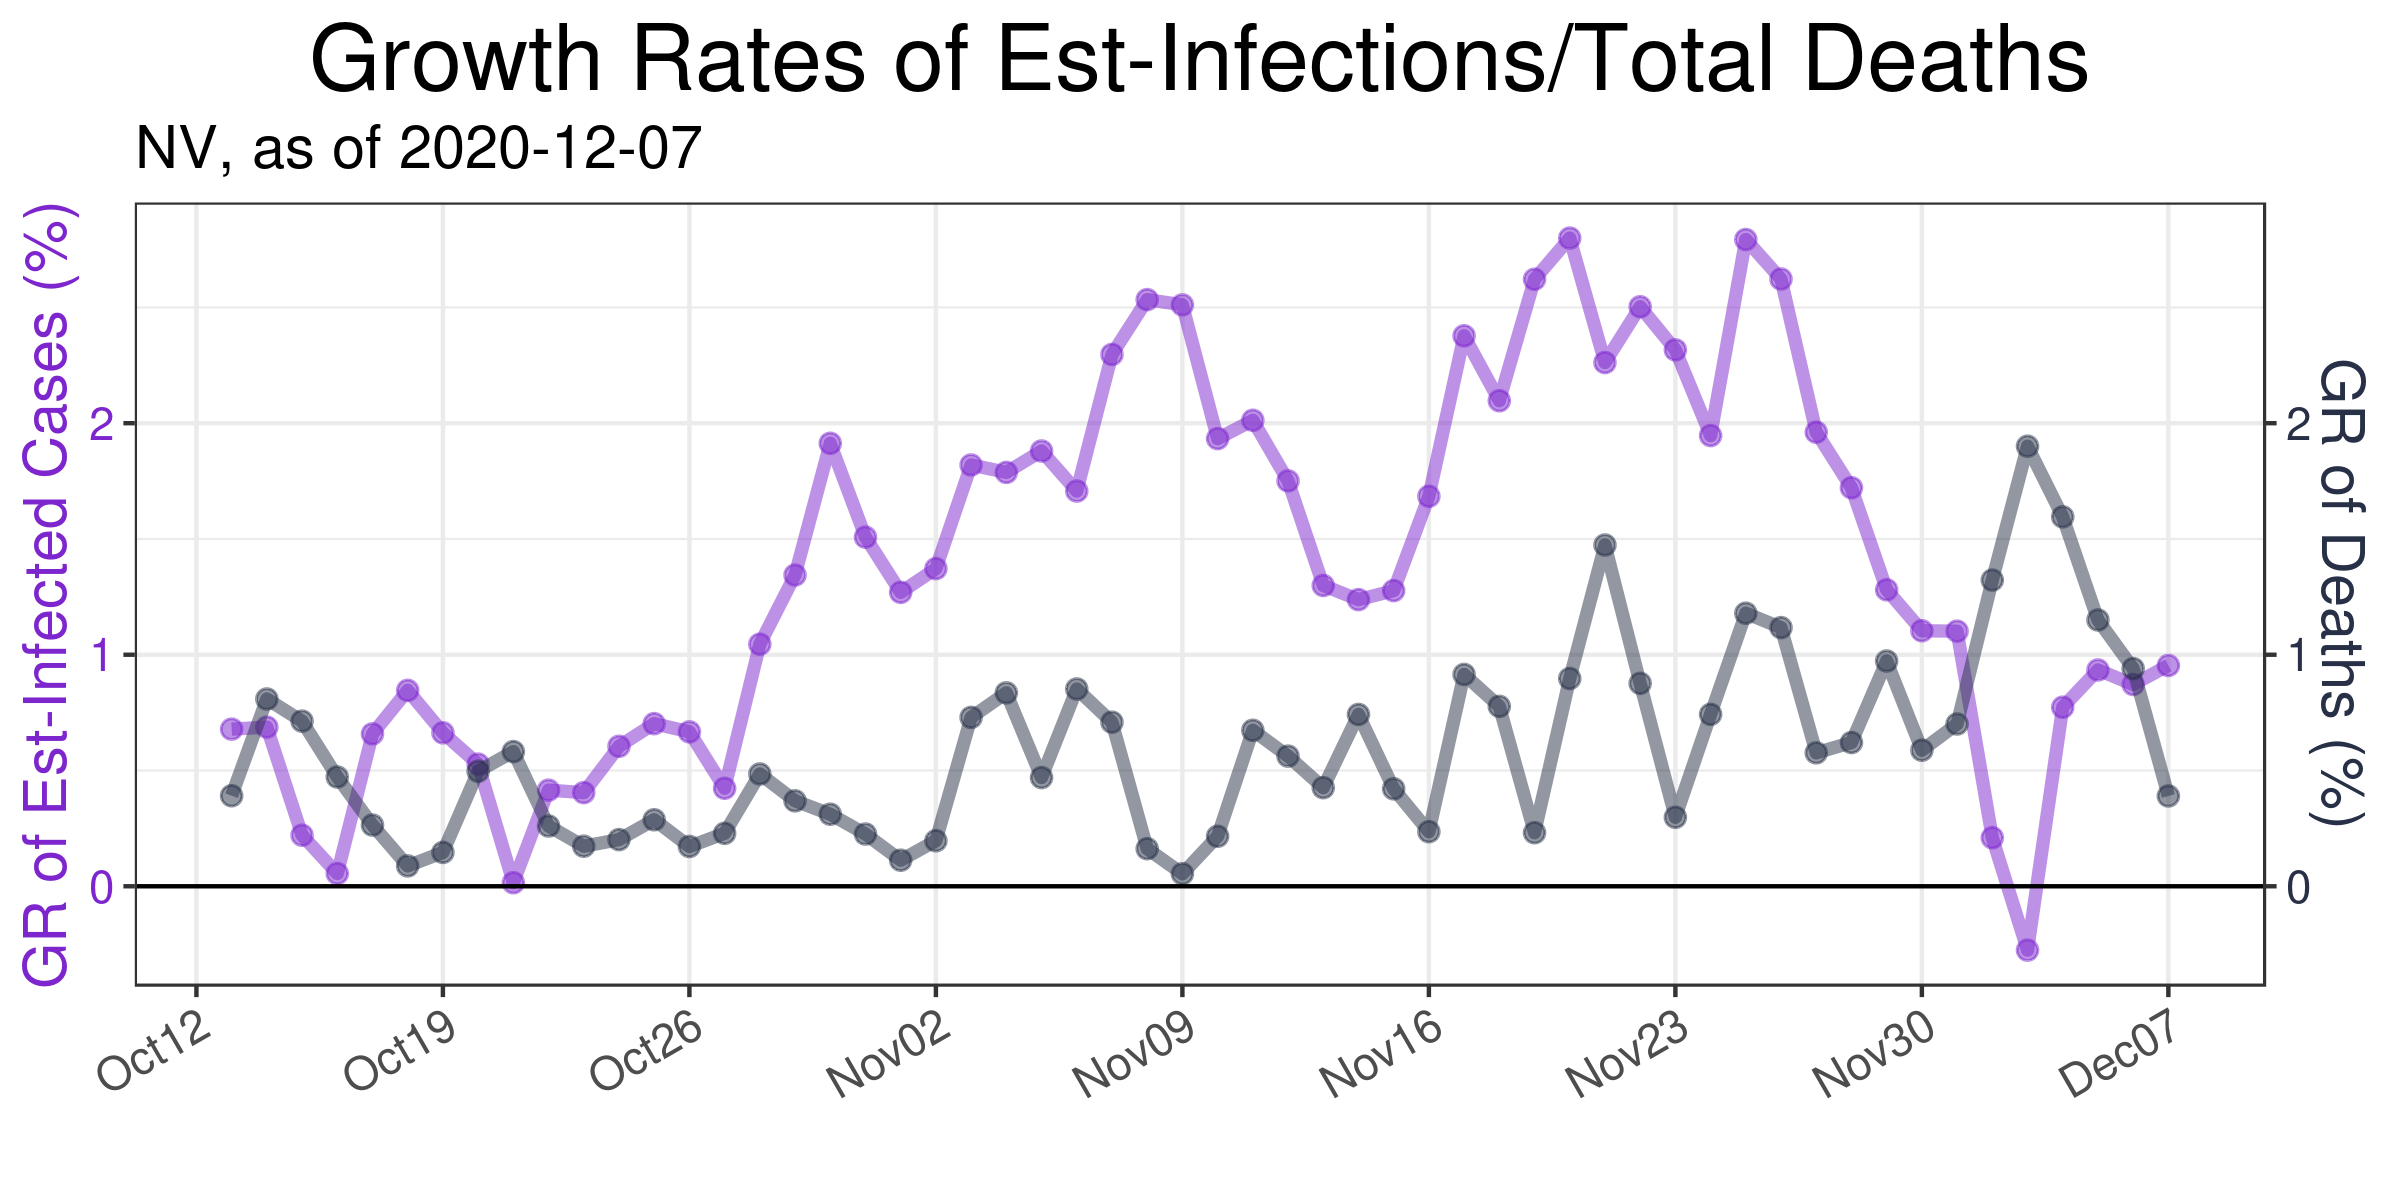 Growth Rates of Est-Infections/Total Deaths
NV, as of 2020-12-07
GR of Est-Infected Cases (%)
2
1
0
2
1
0
GR of Deaths (%)
Oct12
Oct19
Oct26
Nov02
Nov09
Nov16
Nov23
Nov30
Dec07